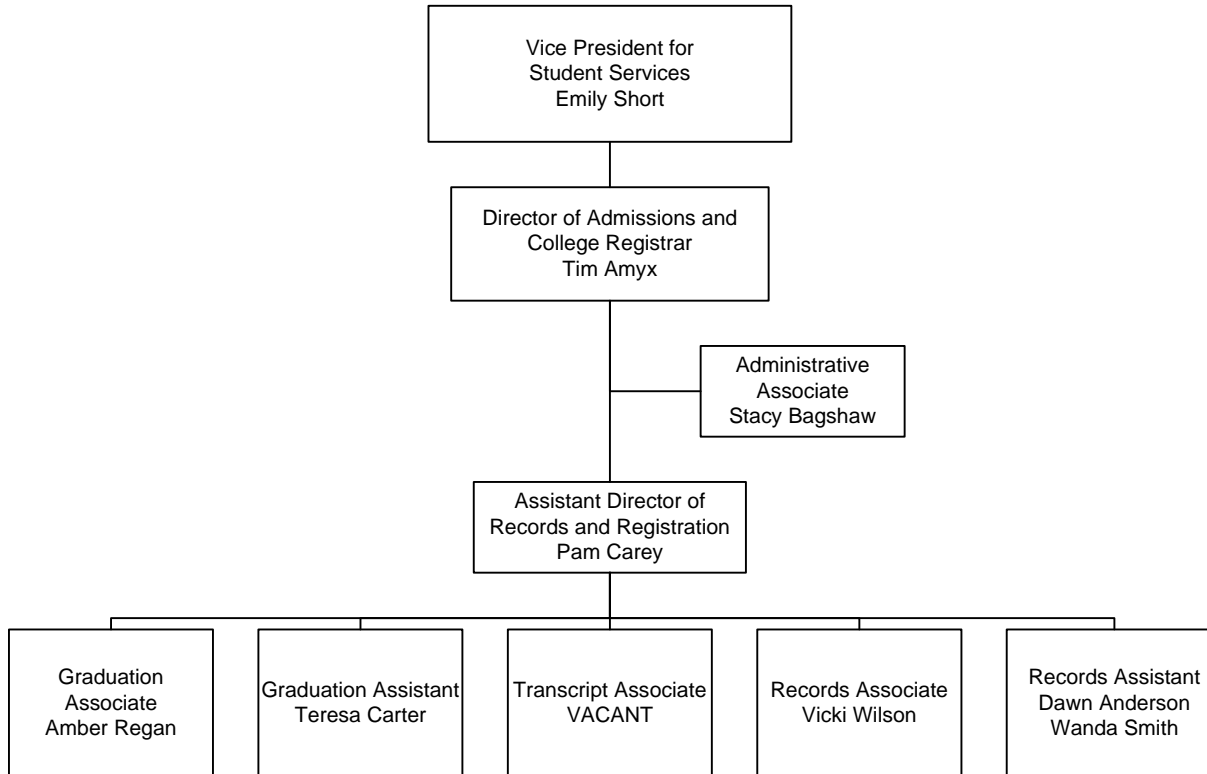 Vice President for
Student Services
Emily Short
Director of Admissions and
College Registrar
Tim Amyx
Administrative
Associate
Stacy Bagshaw
Assistant Director of
Records and Registration
Pam Carey
Graduation
Associate
Amber Regan
Graduation Assistant
Teresa Carter
Transcript Associate
VACANT
Records Associate
Vicki Wilson
Records Assistant
Dawn Anderson
Wanda Smith